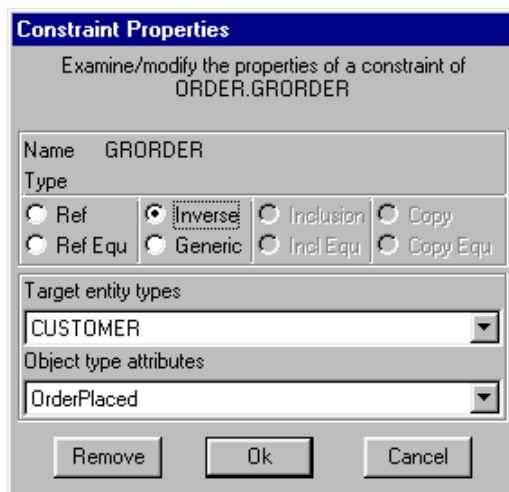 Constraint Properties
Examine/modify the properties of a constraint of
ORDER.GRORDER
Name GRORDER
Type
Ref Inverse Inclusion Copy
Ref Equ Generic Incl Equ Copy Equ
Target entity types
CUSTOMER
Object type attributes
OrderPlaced
Remove Ok Cancel